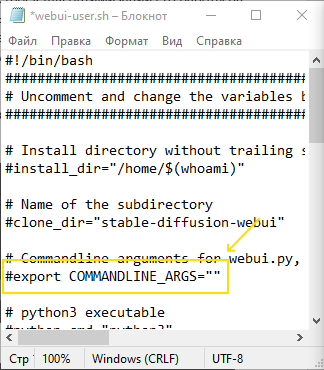 *webui-user.sh – Блокнот
Файл Правка Формат Вид Справка
#!/bin/bash
########################################
# Uncomment and change the variables b
########################################
# Install directory without trailing s
#install_dir="/home/$(whoami)"
# Name of the subdirectory
#clone_dir="stable-diffusion-webui"
# Commandline arguments for webui.py,
#export COMMANDLINE_ARGS=""
# python3 executable
#python_cmd="python3"
Стр 100% Windows (CRLF) UTF-8